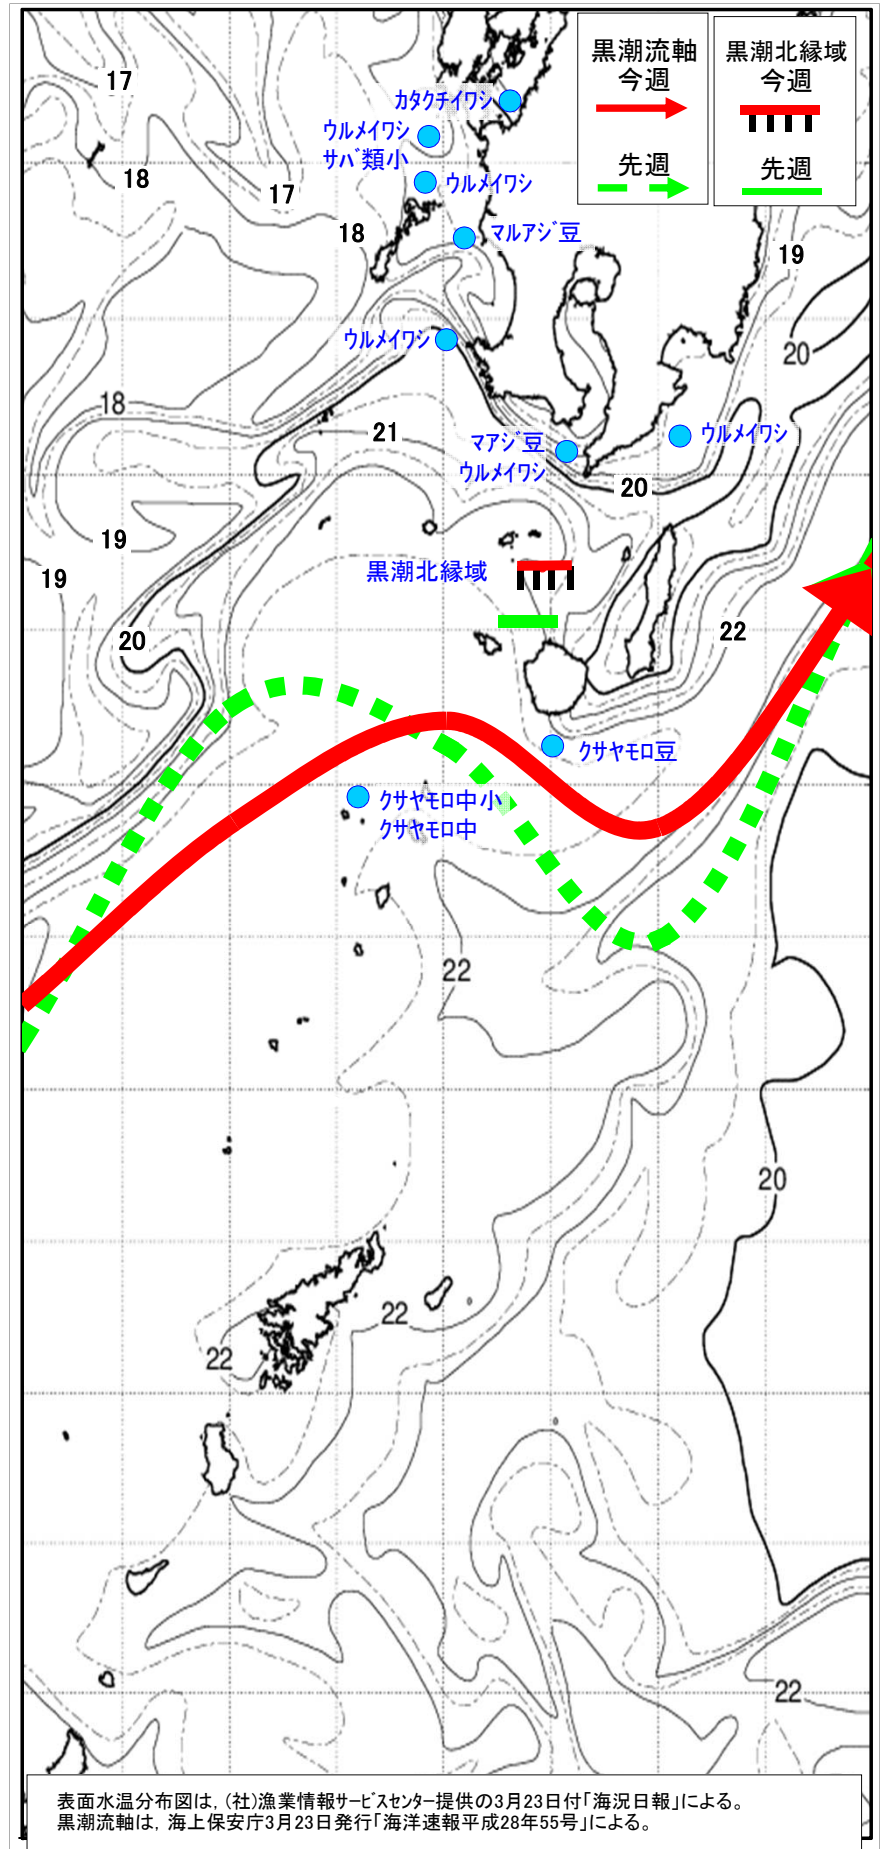 黒潮流軸
今週
先週
黒潮北縁域
今週
先週
17
18
17
18
19
20
カタクチイワシ
ウルメイワシ
サバ類小
ウルメイワシ
マルアジ豆
ウルメイワシ
18
21
マアジ豆
ウルメイワシ
ウルメイワシ
20
19
19
黒潮北縁域
20
22
クサヤモロ豆
クサヤモロ中小
クサヤモロ中
22
20
22
22
22
表面水温分布図は，(社)漁業情報サービスセンター提供の3月23日付「海況日報」による。
黒潮流軸は，海上保安庁3月23日発行「海洋速報平成28年55号」による。